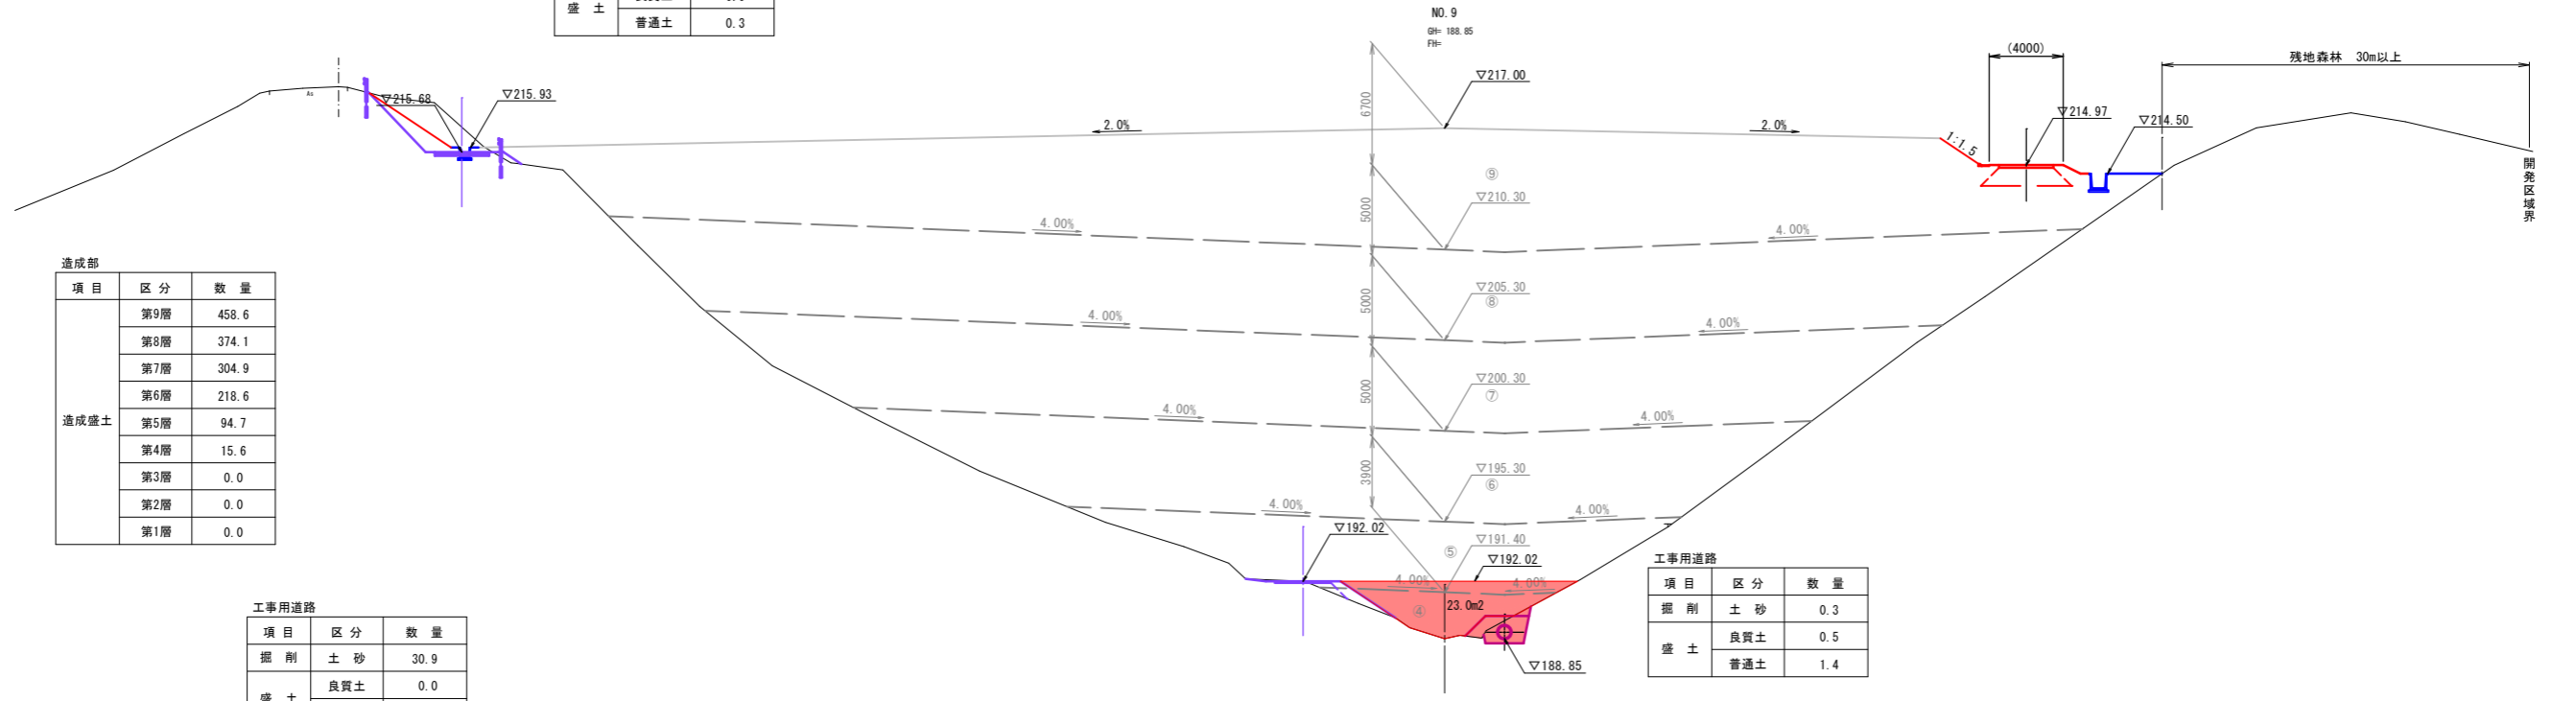 盛 土
普通土 0.3
NO.9
GH= 188.85
FH=
(4000)
残地森林 30m以上
▽217.00
▽215.68
▽215.93
As
6700
2.0%
2.0%
1:1.5
▽214.97
▽214.50
開発区域界
⑨
▽210.30
5000
4.00%
4.00%
造成部
項 目 区 分 数 量
造成盛土
第9層 458.6
第8層 374.1
第7層 304.9
第6層 218.6
第5層 94.7
第4層 15.6
第3層 0.0
第2層 0.0
第1層 0.0
▽205.30
⑧
5000
4.00%
4.00%
▽200.30
⑦
5000
4.00%
4.00%
▽195.30
⑥
3900
4.00%
4.00%
▽192.02
▽191.40
⑤
▽192.02
4.00%
4.00%
④
23.0m2
▽188.85
工事用道路
項 目 区 分 数 量
掘 削 土 砂 0.3
盛 土 良質土 0.5
普通土 1.4
工事用道路
項 目 区 分 数 量
掘 削 土 砂 30.9
盛 土 良質土 0.0